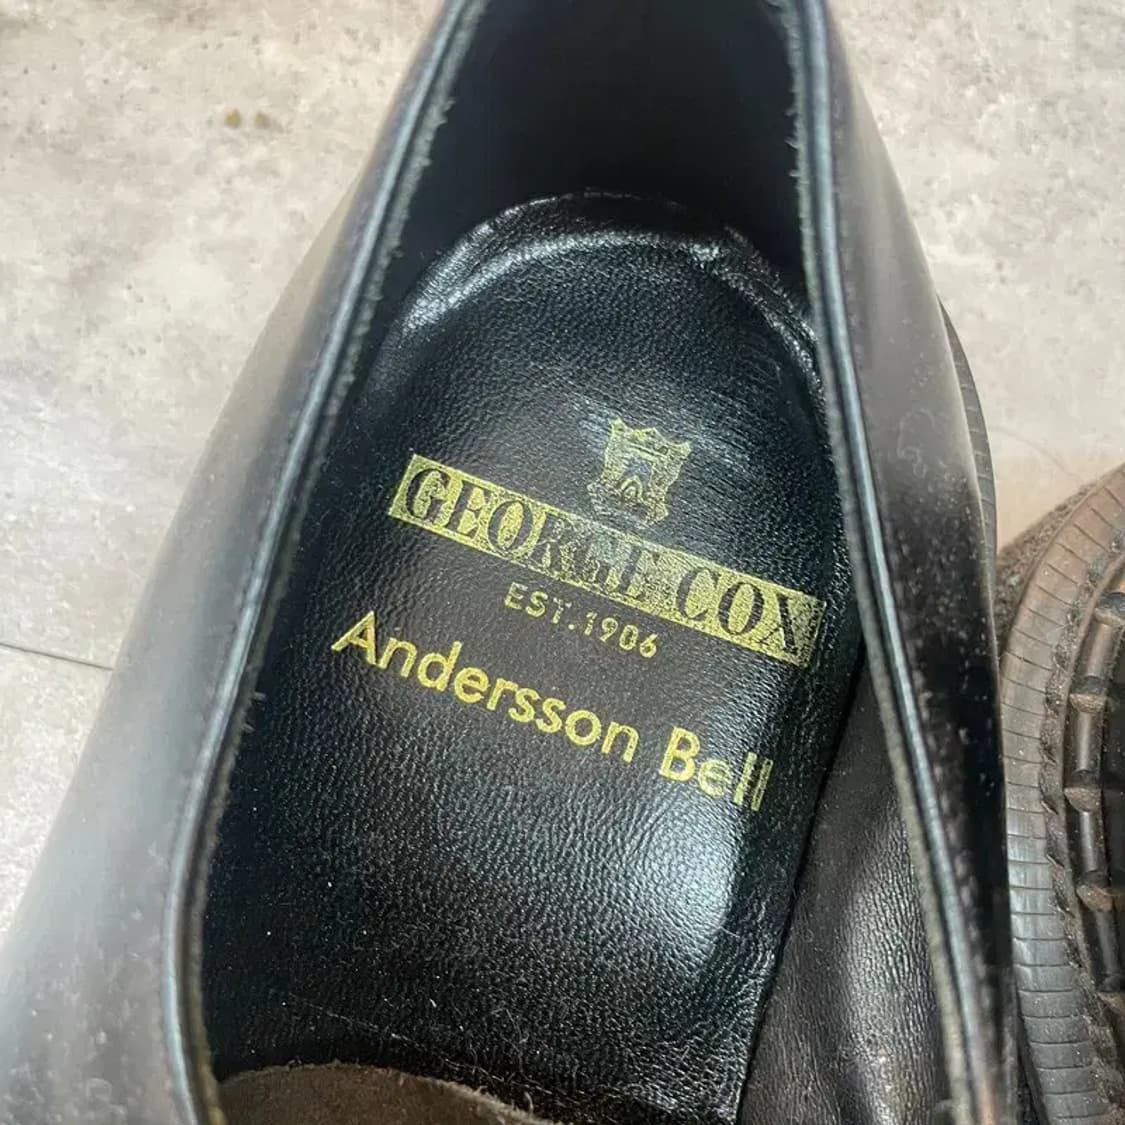 GEORGE COX
EST.1906
Andersson Bell